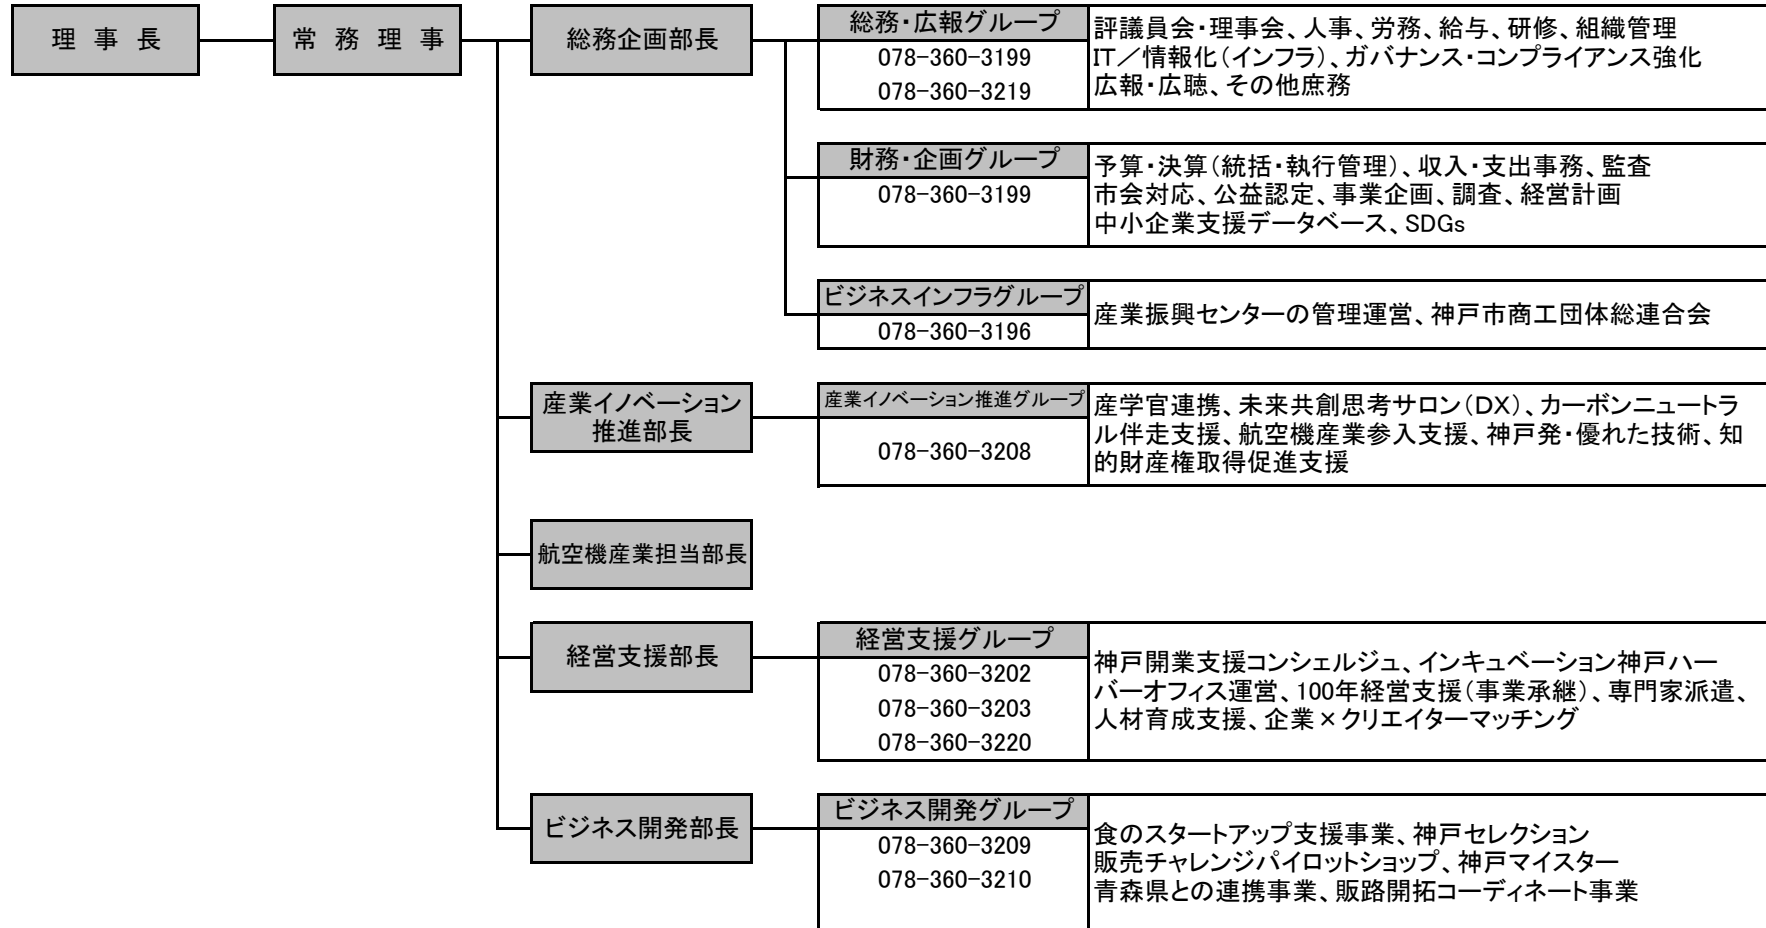 理事長
常務理事
総務企画部長
総務・広報グループ
078-360-3199
078-360-3219
評議員会・理事会、人事、労務、給与、研修、組織管理
IT／情報化（インフラ）、ガバナンス・コンプライアンス強化
広報・広聴、その他庶務
財務・企画グループ
078-360-3199
予算・決算（統括・執行管理）、収入・支出事務、監査
市会対応、公益認定、事業企画、調査、経営計画
中小企業支援データベース、SDGs
ビジネスインフラグループ
078-360-3196
産業振興センターの管理運営、神戸市商工団体総連合会
産業イノベーション
推進部長
産業イノベーション推進グループ
078-360-3208
産学官連携、未来共創思考サロン（DX）、カーボンニュートラ
ル伴走支援、航空機産業参入支援、神戸発・優れた技術、知
的財産権取得促進支援
航空機産業担当部長
経営支援部長
経営支援グループ
078-360-3202
078-360-3203
078-360-3220
神戸開業支援コンシェルジュ、インキュベーション神戸ハー
バーオフィス運営、100年経営支援（事業承継）、専門家派遣、
人材育成支援、企業×クリエイターマッチング
ビジネス開発部長
ビジネス開発グループ
078-360-3209
078-360-3210
食のスタートアップ支援事業、神戸セレクション
販売チャレンジパイロットショップ、神戸マイスター
青森県との連携事業、販路開拓コーディネート事業